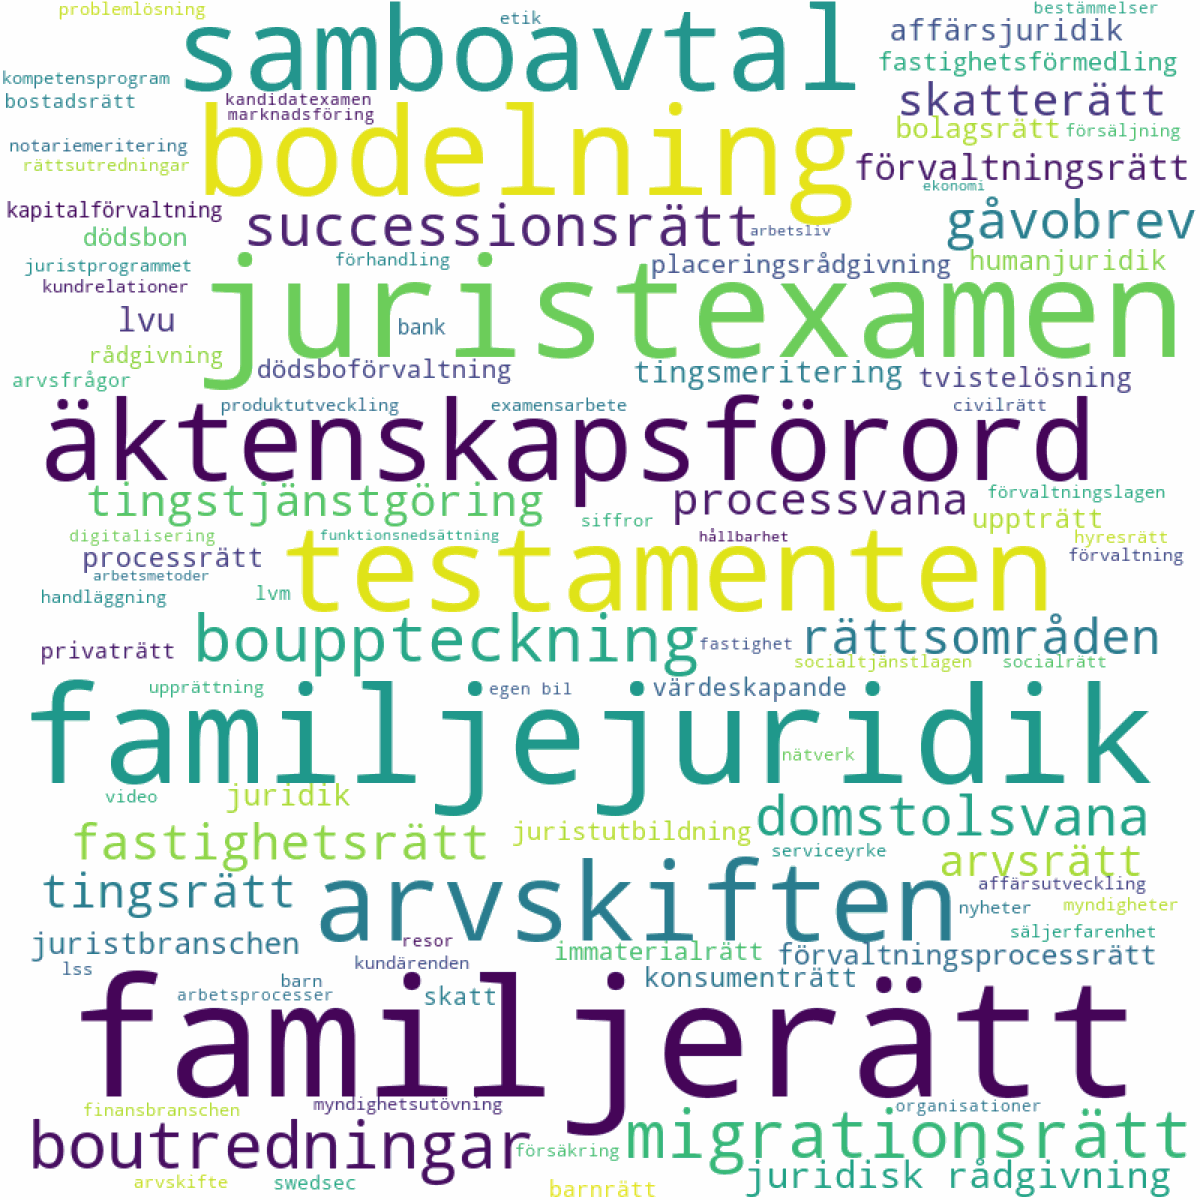 problemlösning
etik
bestämmelser
samboavtal
affärsjuridik
fastighetsförmedling
kompetensprogram
bostadsrätt
kandidatexamen
marknadsföring
skatterätt
bolagsrätt
försäljning
bodelning
notariemeritering
rättsutredningar
förvaltningsrätt
ekonomi
kapitalförvaltning
dödsbon
successionsrätt
arbetsliv
gåvobrev
juristprogrammet
kundrelationer
förhandling
placeringsrådgivning
humanjuridik
juristexamen
lvu
bank
rådgivning
arvsfrågor
dödsboförvaltning
tingsmeritering
tvistelösning
produktutveckling
examensarbete
civilrätt
äktenskapsförord
tingstjänstgöring
processvana
förvaltningslagen
siffror
uppträtt
digitalisering
funktionsnedsättning
hållbarhet
hyresrätt
processrätt
testamenten
förvaltning
arbetsmetoder
handläggning
lvm
bouppteckning
fastighet
rättsområden
privaträtt
socialtjänstlagen
socialrätt
upprättning
egen bil
värdeskapande
familjejuridik
nätverk
video
juridik
fastighetsrätt
juristutbildning
domstolsvana
serviceyrke
arvsrätt
tingsrätt
arvskiften
affärsutveckling
nyheter
myndigheter
juristbranschen
resor
säljerfarenhet
immaterialrätt
förvaltningsprocessrätt
lss
kundärenden
barn
konsumenträtt
arbetsprocesser
skatt
familjerätt
finansbranschen
myndighetsutövning
organisationer
boutredningar
försäkring
migrationsrätt
arvskifte
swedsec
barnrätt
juridisk rådgivning